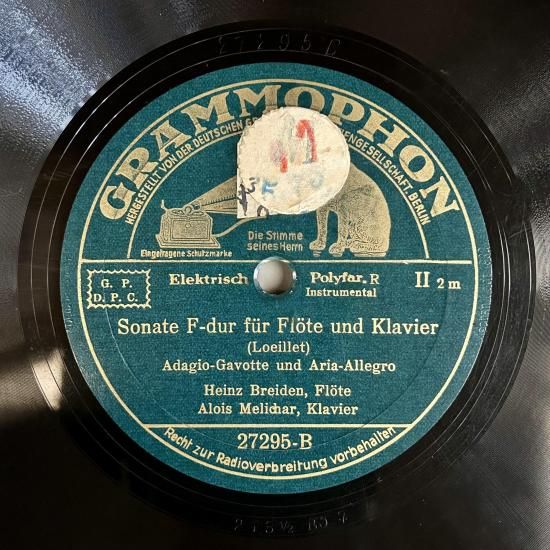 GRAMMOPHON
HERGESTELLT VON DER DEUTSCHEN
HENGESELLSCHAFT, BERLIN
Die Stimme
seines Herrn
Eingetragene Schutzmarke
G. P.
D. P. C.
Elektrisch
Polyfar. R
Instrumental
II 2 m
Sonate F-dur für Flöte und Klavier
(Loeillet)
Adagio-Gavotte und Aria-Allegro
Heinz Breiden, Flöte
Alois Melichar, Klavier
27295-B
Recht zur Radioverbreitung vorbehalten